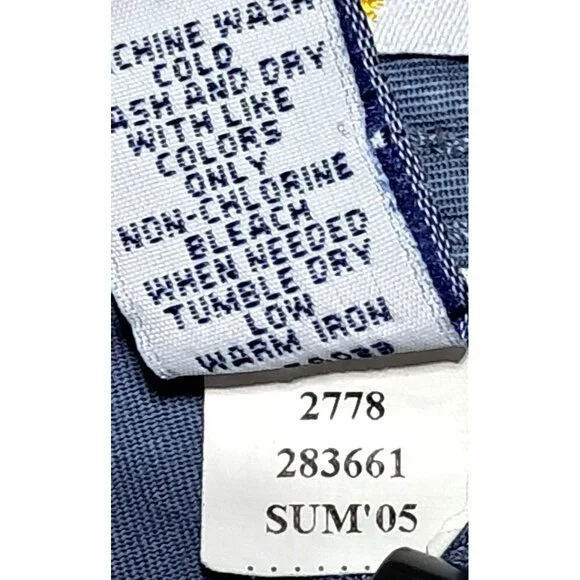 CHINE WASH
COLD
ASH AND DRY
WITH LIKE
COLORS
ONLY
NON-CHLORINE
BLEACH
WHEN NEEDED
TUMBLE DRY
LOW
WARM IRON
2778
283661
SUM'05